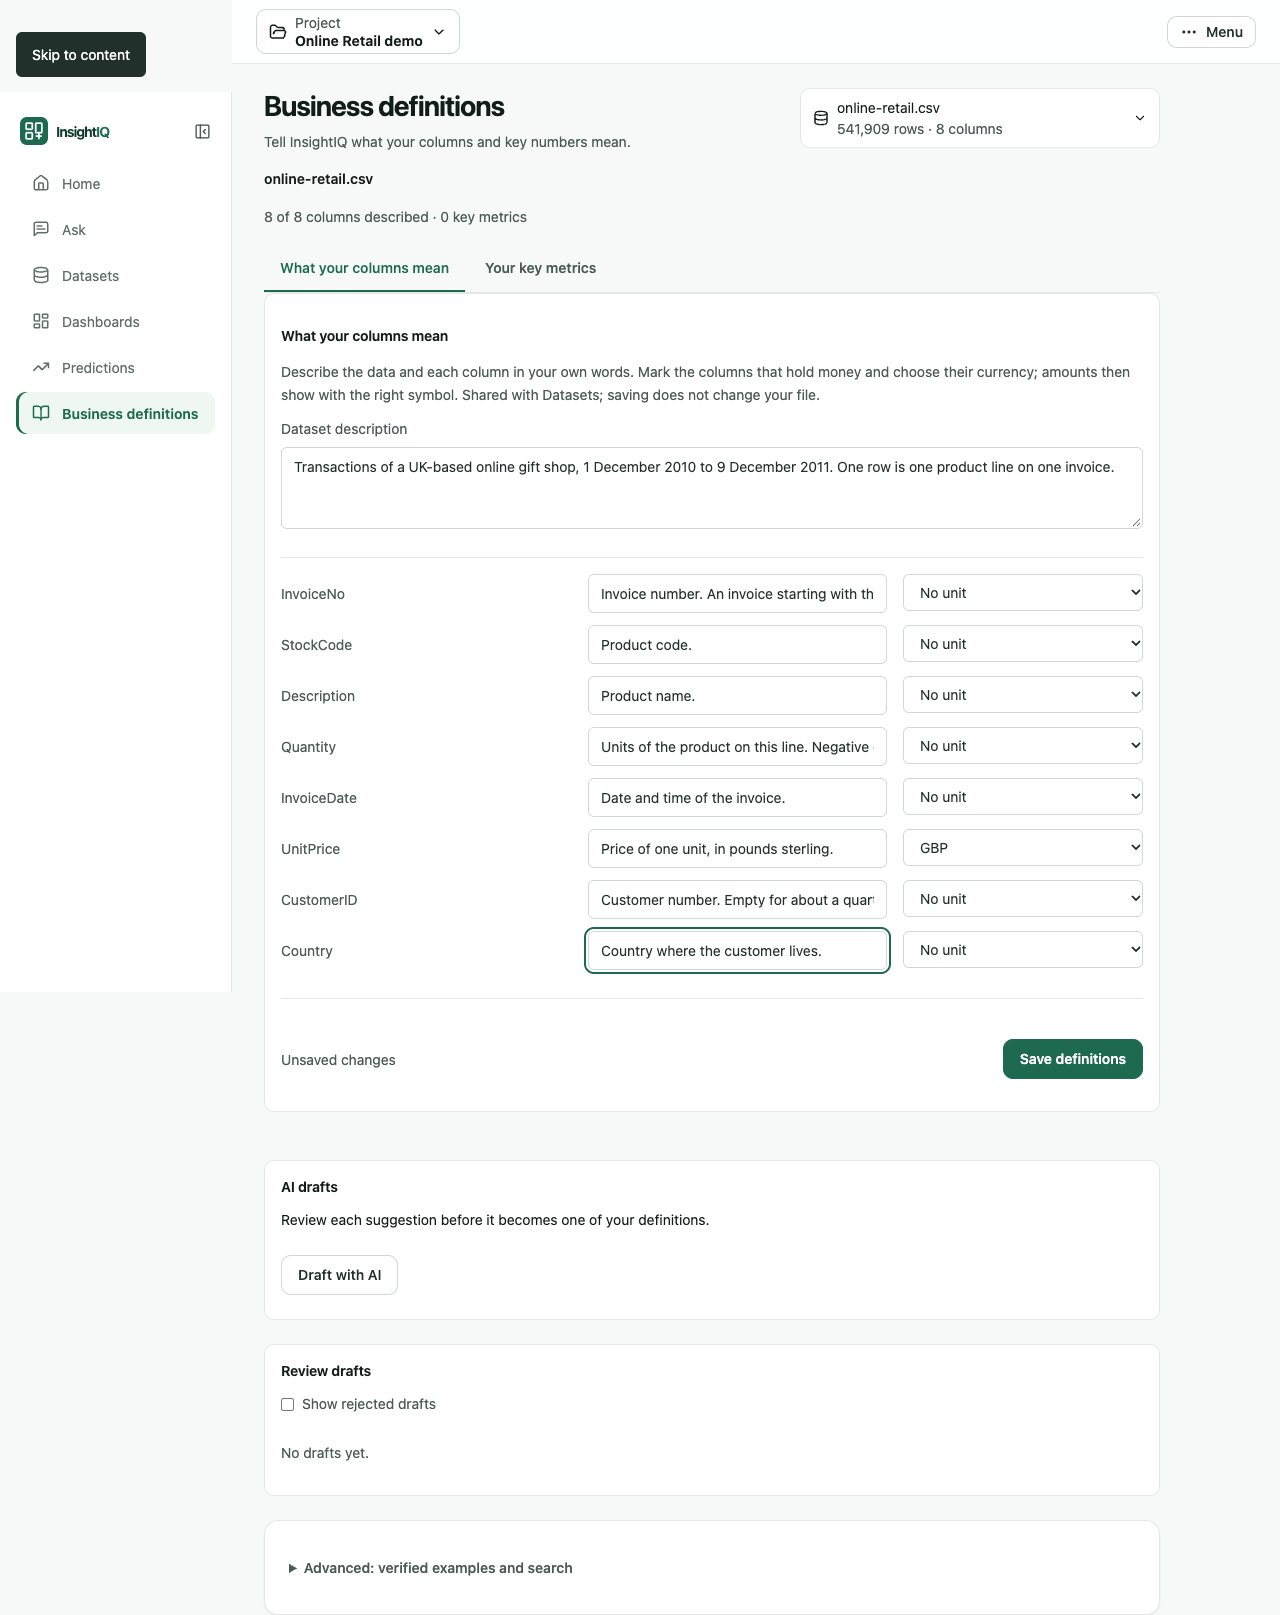 Skip to content
Project
Online Retail demo
Menu
InsightIQ
Home
Ask
Datasets
Dashboards
Predictions
Business definitions
Business definitions
Tell InsightIQ what your columns and key numbers mean.
online-retail.csv
541,909 rows · 8 columns
online-retail.csv
8 of 8 columns described · 0 key metrics
What your columns mean
Your key metrics
What your columns mean
Describe the data and each column in your own words. Mark the columns that hold money and choose their currency; amounts then
show with the right symbol. Shared with Datasets; saving does not change your file.
Dataset description
Transactions of a UK-based online gift shop, 1 December 2010 to 9 December 2011. One row is one product line on one invoice.
InvoiceNo
Invoice number. An invoice starting with th
No unit
StockCode
Product code.
No unit
Description
Product name.
No unit
Quantity
Units of the product on this line. Negative
No unit
InvoiceDate
Date and time of the invoice.
No unit
UnitPrice
Price of one unit, in pounds sterling.
GBP
CustomerID
Customer number. Empty for about a quar
No unit
Country
Country where the customer lives.
No unit
Unsaved changes
Save definitions
AI drafts
Review each suggestion before it becomes one of your definitions.
Draft with AI
Review drafts
Show rejected drafts
No drafts yet.
Advanced: verified examples and search